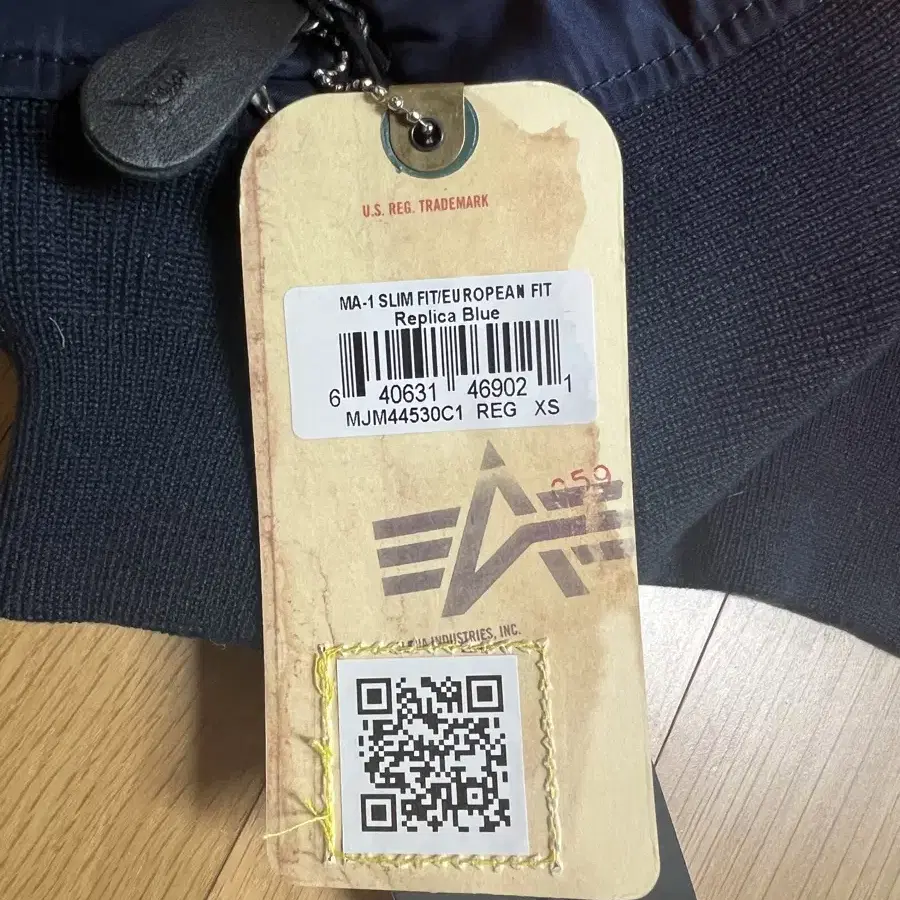 U.S. REG. TRADEMARK
MA-1 SLIM FIT/EUROPEAN FIT
Replica Blue
6 40631 46902 1
MJM44530C1 REG XS
059
INDUSTRIES, INC.